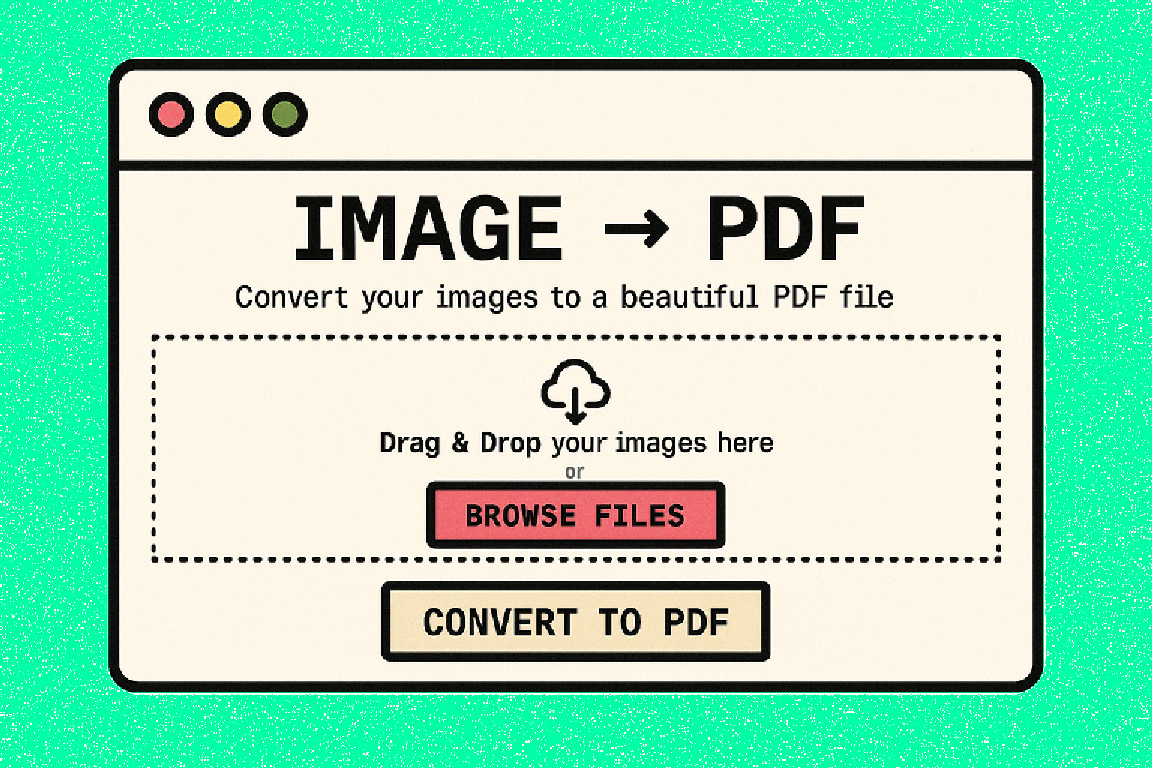 IMAGE → PDF
Convert your images to a beautiful PDF file
Drag & Drop your images here
or
BROWSE FILES
CONVERT TO PDF